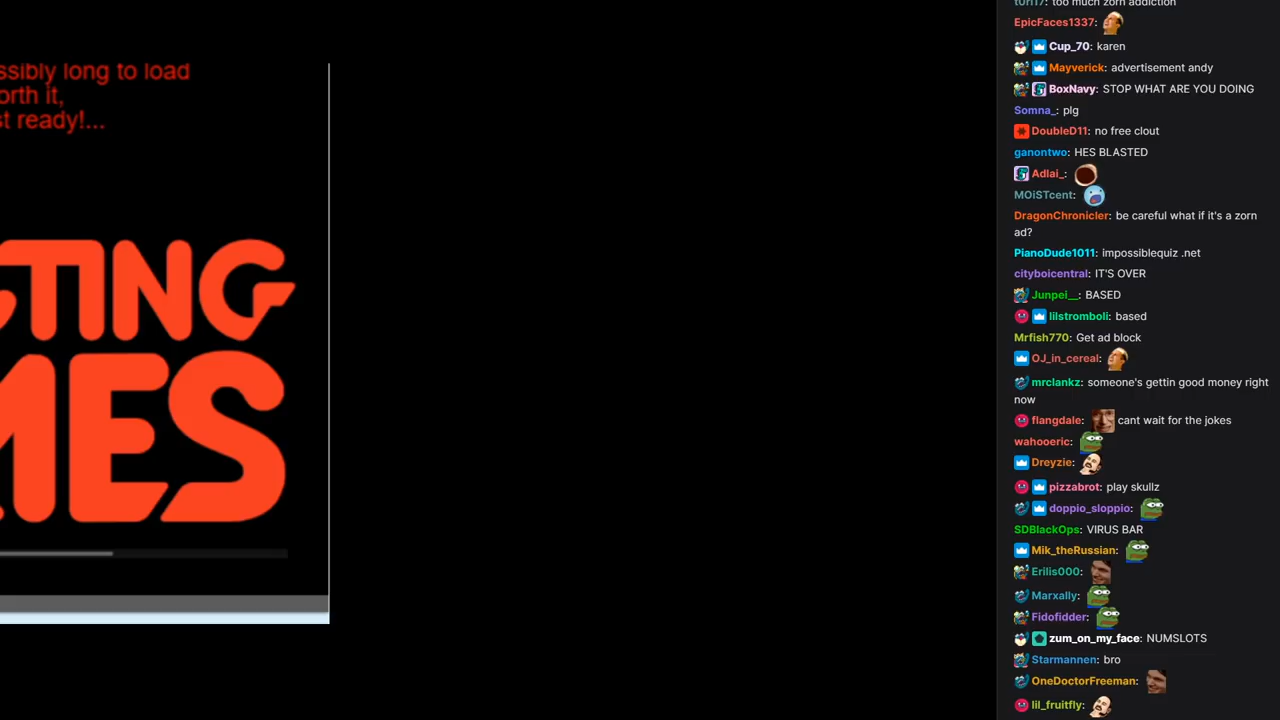 ssibly long to load
orth it,
st ready!...
TING
MES
t0rl17: too much zorn addiction
EpicFaces1337:
Cup_70: karen
Mayverick: advertisement andy
BoxNavy: STOP WHAT ARE YOU DOING
Somna_: plg
DoubleD11: no free clout
ganontwo: HES BLASTED
Adlai_:
MOiSTcent:
DragonChronicler: be careful what if it's a zorn
ad?
PianoDude1011: impossiblequiz .net
cityboicentral: IT'S OVER
Junpei__: BASED
lilstromboli: based
Mrfish770: Get ad block
OJ_in_cereal:
mrclankz: someone's gettin good money right
now
flangdale: cant wait for the jokes
wahooeric:
Dreyzie:
pizzabrot: play skullz
doppio_sloppio:
SDBlackOps: VIRUS BAR
Mik_theRussian:
Erilis000:
Marxally:
Fidofidder:
zum_on_my_face: NUMSLOTS
Starmannen: bro
OneDoctorFreeman:
lil_fruitfly: